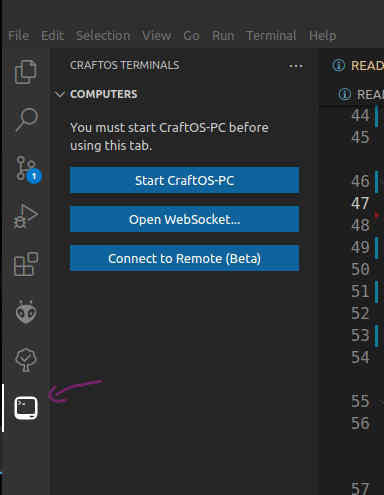 File Edit Selection View Go Run Terminal Help
CRAFTOS TERMINALS ···
COMPUTERS
You must start CraftOS-PC before
using this tab.
Start CraftOS-PC
Open WebSocket...
Connect to Remote (Beta)
1
READ
REA
44
45
46
47
48
49
50
51
52
53
54
55
56
57